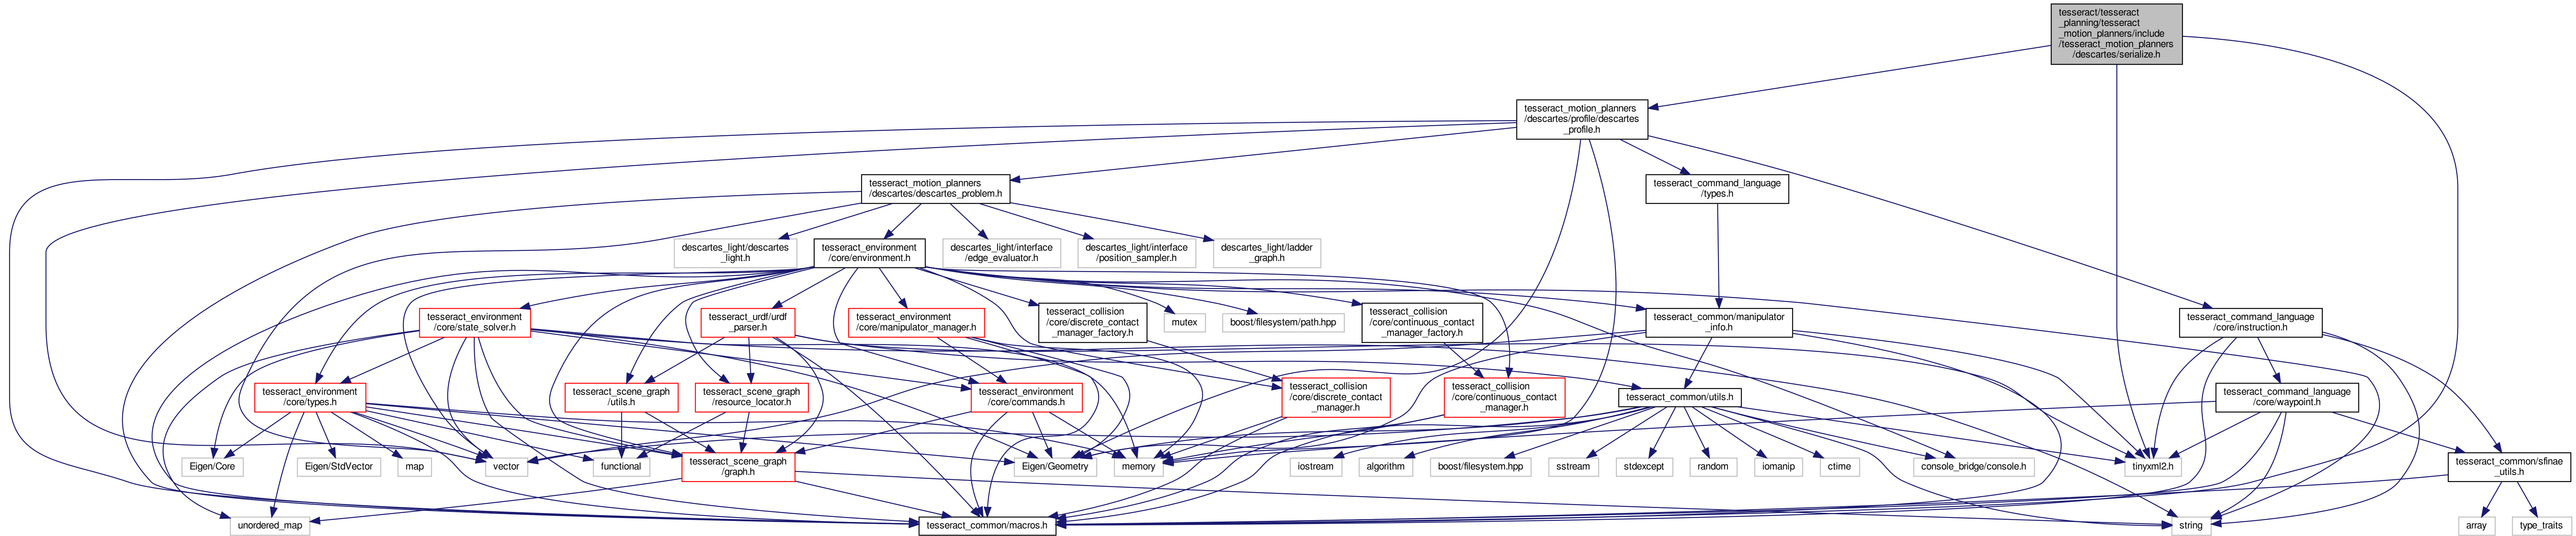 tesseract/tesseract
_planning/tesseract
_motion_planners/include
/tesseract_motion_planners
/descartes/serialize.h
tesseract_motion_planners
/descartes/profile/descartes
_profile.h
tesseract_motion_planners
/descartes/descartes_problem.h
tesseract_command_language
/types.h
descartes_light/descartes
_light.h
tesseract_environment
/core/environment.h
descartes_light/interface
/edge_evaluator.h
descartes_light/interface
/position_sampler.h
descartes_light/ladder
_graph.h
tesseract_environment
/core/state_solver.h
tesseract_urdf/urdf
_parser.h
tesseract_environment
/core/manipulator_manager.h
tesseract_collision
/core/discrete_contact
_manager_factory.h
mutex
boost/filesystem/path.hpp
tesseract_collision
/core/continuous_contact
_manager_factory.h
tesseract_common/manipulator
_info.h
tesseract_command_language
/core/instruction.h
tesseract_environment
/core/types.h
tesseract_scene_graph
/utils.h
tesseract_scene_graph
/resource_locator.h
tesseract_environment
/core/commands.h
tesseract_collision
/core/discrete_contact
_manager.h
tesseract_collision
/core/continuous_contact
_manager.h
tesseract_common/utils.h
tesseract_command_language
/core/waypoint.h
Eigen/Core
Eigen/StdVector
map
vector
functional
tesseract_scene_graph
/graph.h
Eigen/Geometry
memory
iostream
algorithm
boost/filesystem.hpp
sstream
stdexcept
random
iomanip
ctime
console_bridge/console.h
tinyxml2.h
tesseract_common/sfinae
_utils.h
unordered_map
tesseract_common/macros.h
string
array
type_traits